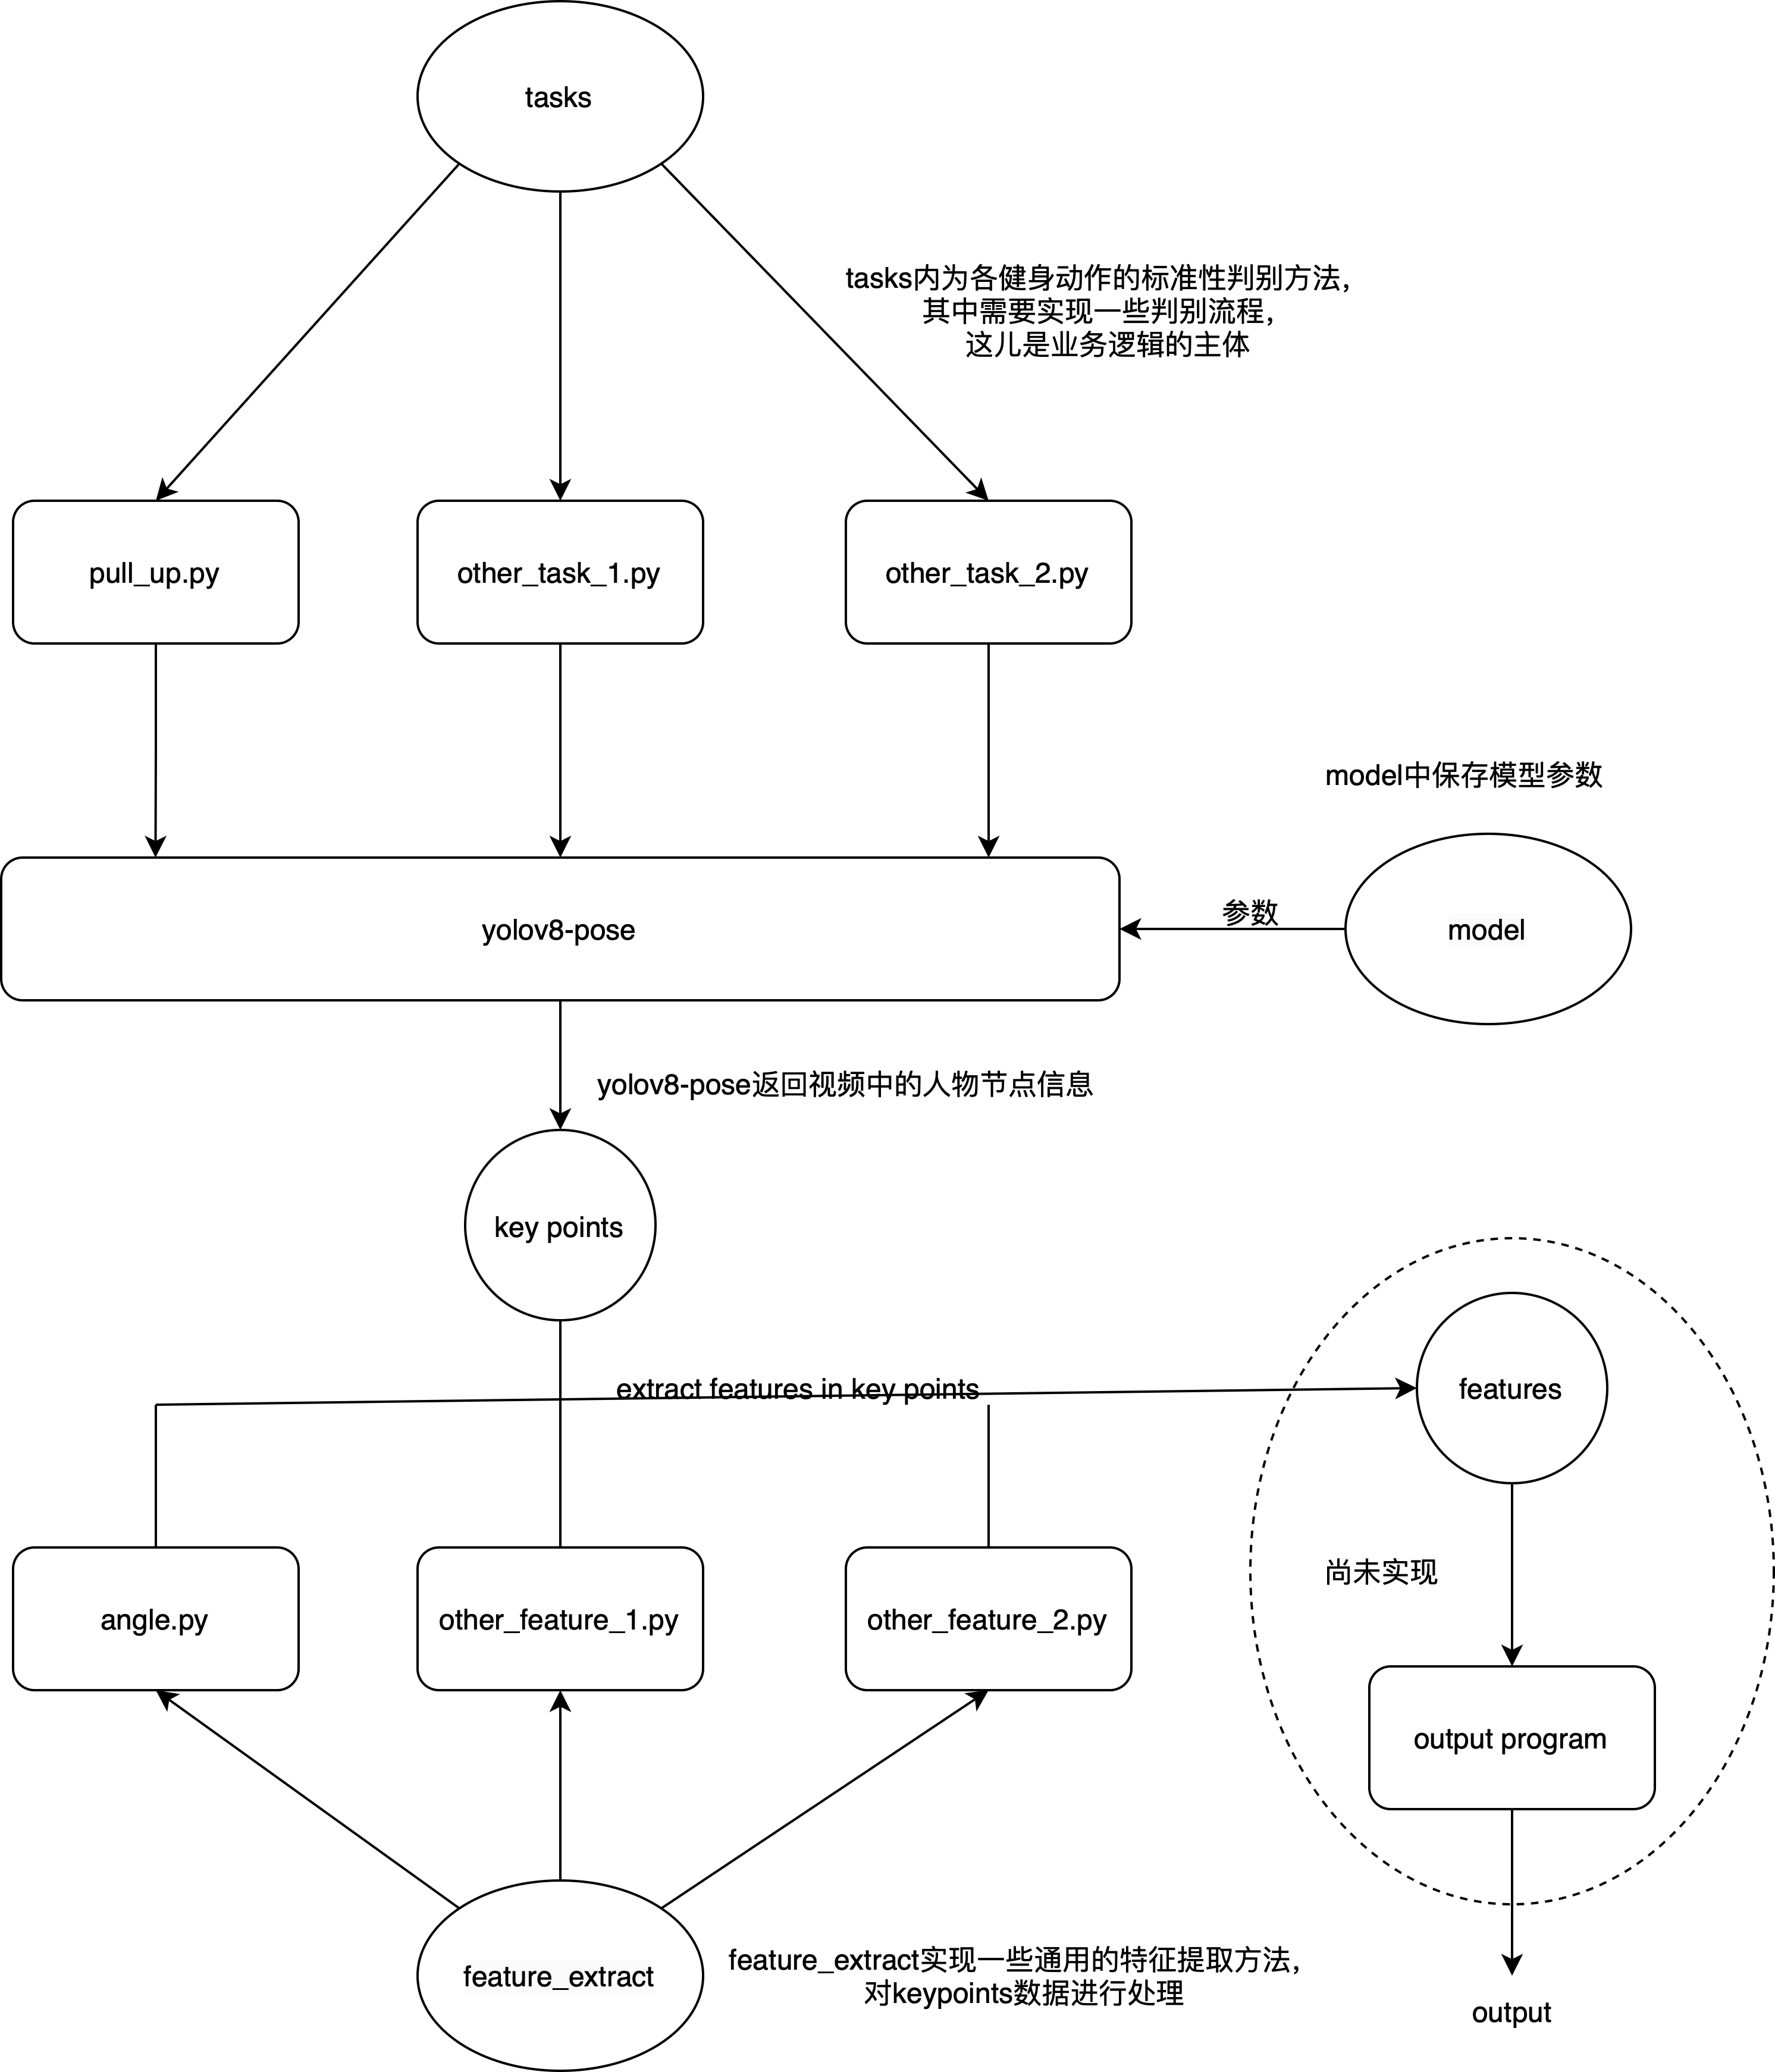 tasks
tasks内为各健身动作的标准性判别方法，
其中需要实现一些判别流程，
这儿是业务逻辑的主体
pull_up.py
other_task_1.py
other_task_2.py
model中保存模型参数
yolov8-pose
参数
model
yolov8-pose返回视频中的人物节点信息
key points
extract features in key points
features
尚未实现
angle.py
other_feature_1.py
other_feature_2.py
output program
feature_extract
feature_extract实现一些通用的特征提取方法，
对keypoints数据进行处理
output